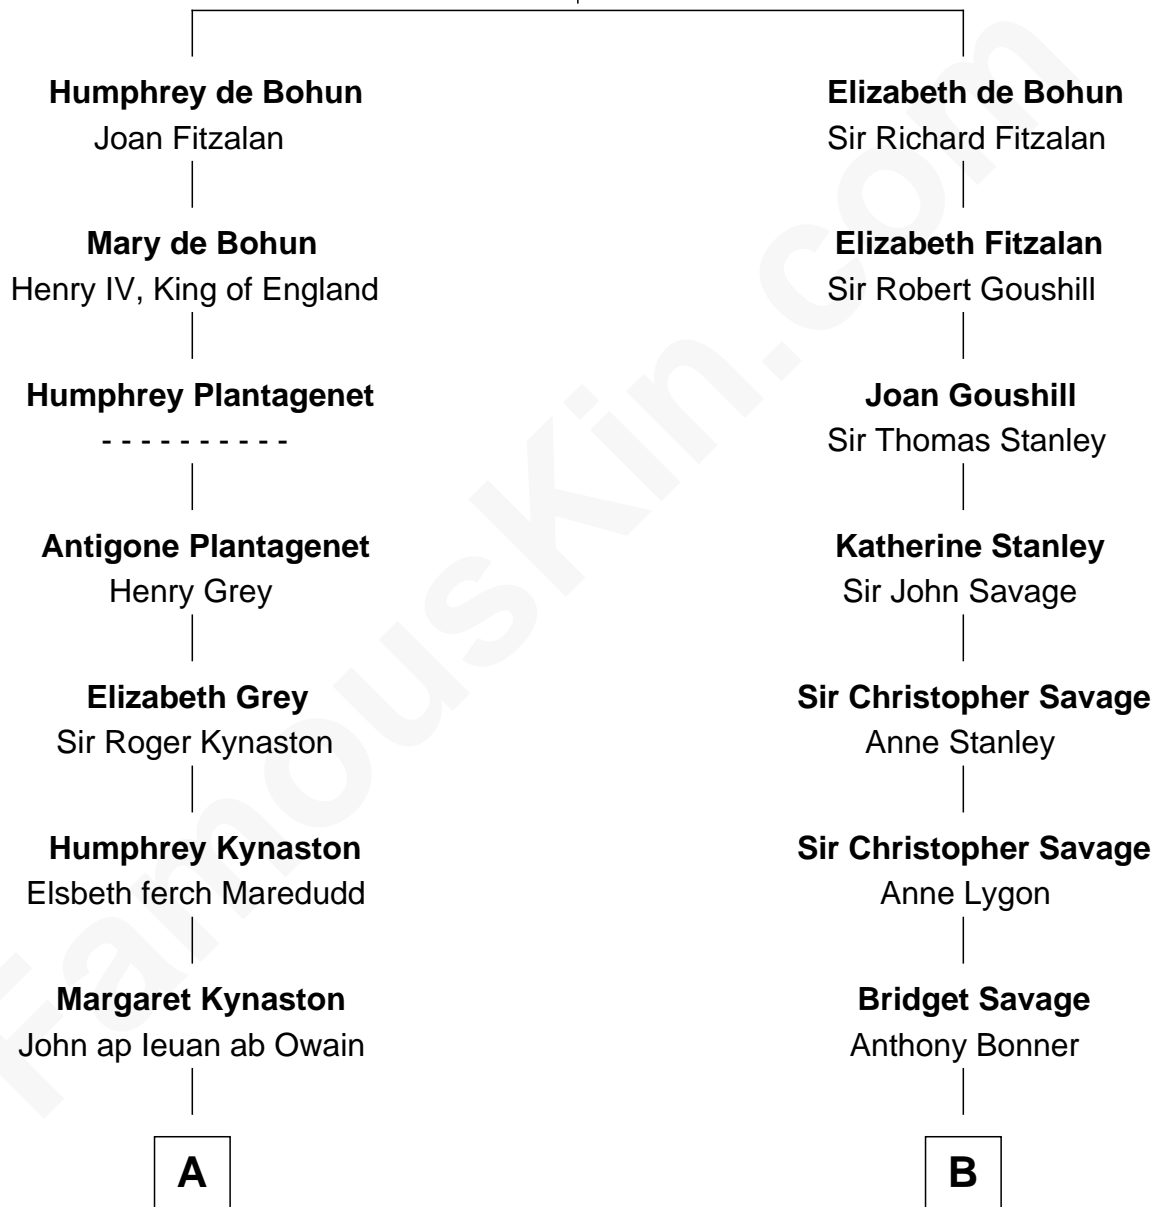 Humphrey de Bohun
Joan Fitzalan
Mary de Bohun
Henry IV, King of England
Humphrey Plantagenet
- - - - - - - - - -
Antigone Plantagenet
Henry Grey
Elizabeth Grey
Sir Roger Kynaston
Humphrey Kynaston
Elsbeth ferch Maredudd
Margaret Kynaston
John ap Ieuan ab Owain
A
Elizabeth de Bohun
Sir Richard Fitzalan
Elizabeth Fitzalan
Sir Robert Goushill
Joan Goushill
Sir Thomas Stanley
Katherine Stanley
Sir John Savage
Sir Christopher Savage
Anne Stanley
Sir Christopher Savage
Anne Lygon
Bridget Savage
Anthony Bonner
B
FamousKin.com